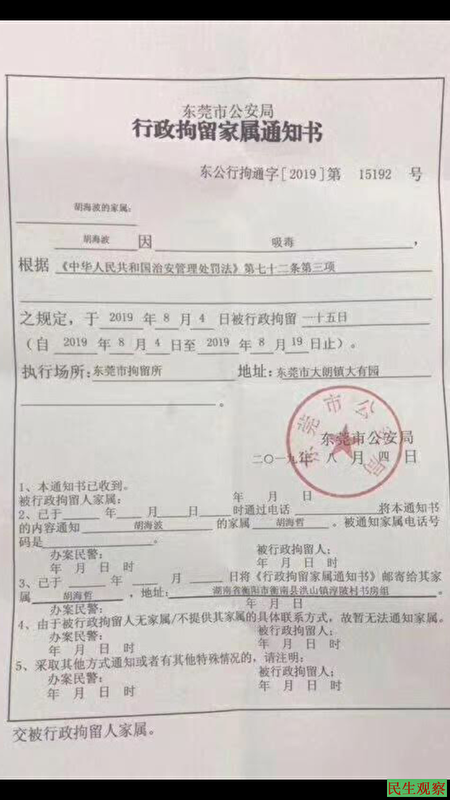 东莞市公安局
行政拘留家属通知书
东公行拘通字[2019]第 15192 号
胡海波的家属:
胡海波 因 吸毒 ,
根据 《中华人民共和国治安管理处罚法》第七十二条第三项
之规定，于 2019 年 8 月 4 日被行政拘留 一十五日
(自 2019 年 8 月 4 日至 2019 年 8 月 19 日止)。
执行场所: 东莞市拘留所 地址: 东莞市大朗镇大有园
。
东莞市公安局
东莞市公安局
二〇一九年 八 月 四 日
1、本通知书已收到。
被行政拘留人家属: 年 月 日
2、已于 年 月 日 时通过电话 将本通知书
的内容通知 胡海波 的家属 胡海哲 。被通知家属电话号
码是 。
办案民警: 被行政拘留人:
年 月 日 时 年 月 日 时
3、已于 年 月 日将《行政拘留家属通知书》邮寄给其家
属 胡海哲 ，地址: 湖南省衡阳市衡南县洪山镇浮陂村书房组 。
办案民警: 年 月 日
年 月 日 时
4、由于被行政拘留人无家属/不提供其家属的具体联系方式，故暂无法通知家属。
办案民警: 被行政拘留人:
年 月 日 时 年 月 日 时
5、采取其他方式通知或者有其他特殊情况的，请注明:
办案民警: 被行政拘留人:
年 月 日 时 年 月 日 时
交被行政拘留人家属。
民生观察